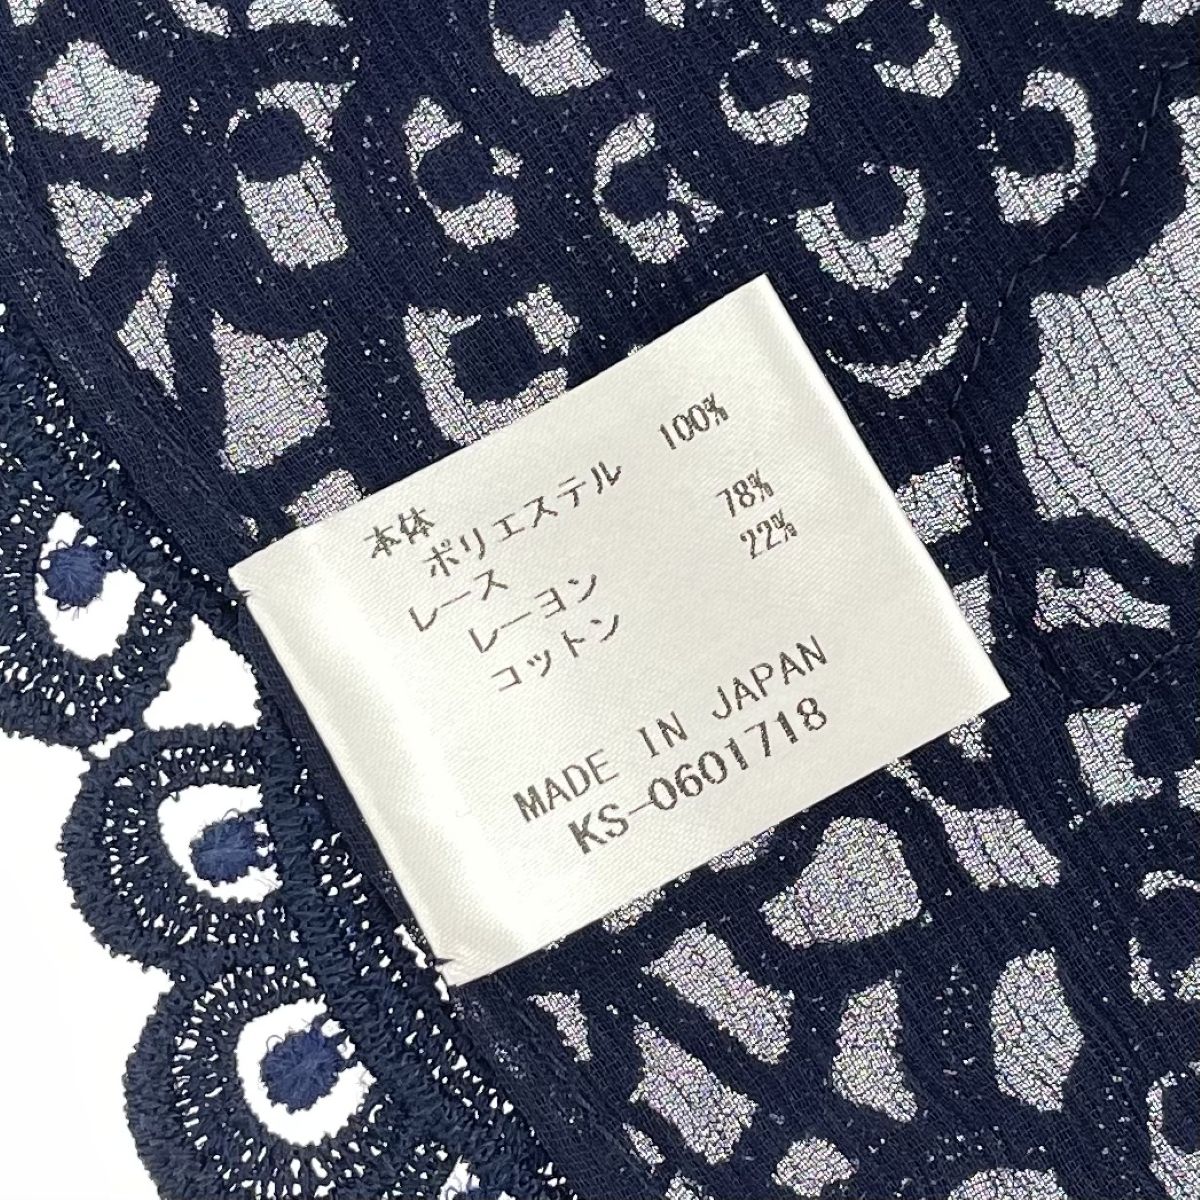 本体
ポリエステル 100%
レース
レーヨン 78%
コットン 22%
MADE IN JAPAN
KS-0601718